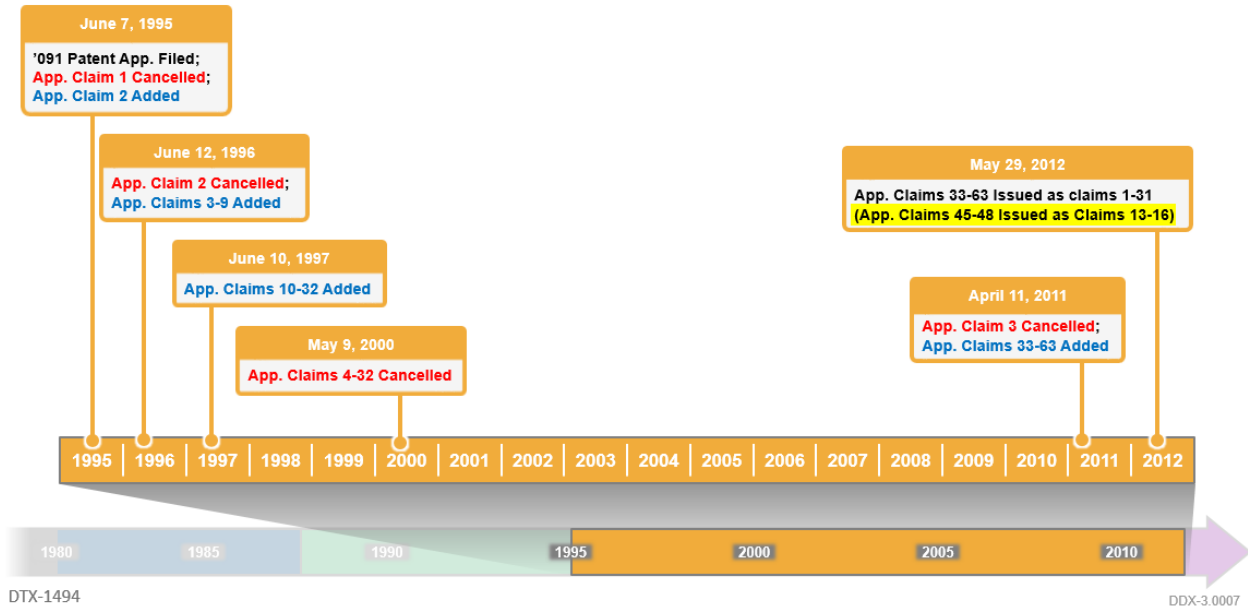 June 7, 1995
’091 Patent App. Filed;
App. Claim 1 Cancelled;
App. Claim 2 Added
June 12, 1996
App. Claim 2 Cancelled;
App. Claims 3-9 Added
June 10, 1997
App. Claims 10-32 Added
May 9, 2000
App. Claims 4-32 Cancelled
May 29, 2012
App. Claims 33-63 Issued as claims 1-31
(App. Claims 45-48 Issued as Claims 13-16)
April 11, 2011
App. Claim 3 Cancelled;
App. Claims 33-63 Added
1995 1996 1997 1998 1999 2000 2001 2002 2003 2004 2005 2006 2007 2008 2009 2010 2011 2012
1980 1985 1990 1995 2000 2005 2010
DTX-1494
DDX-3.0007